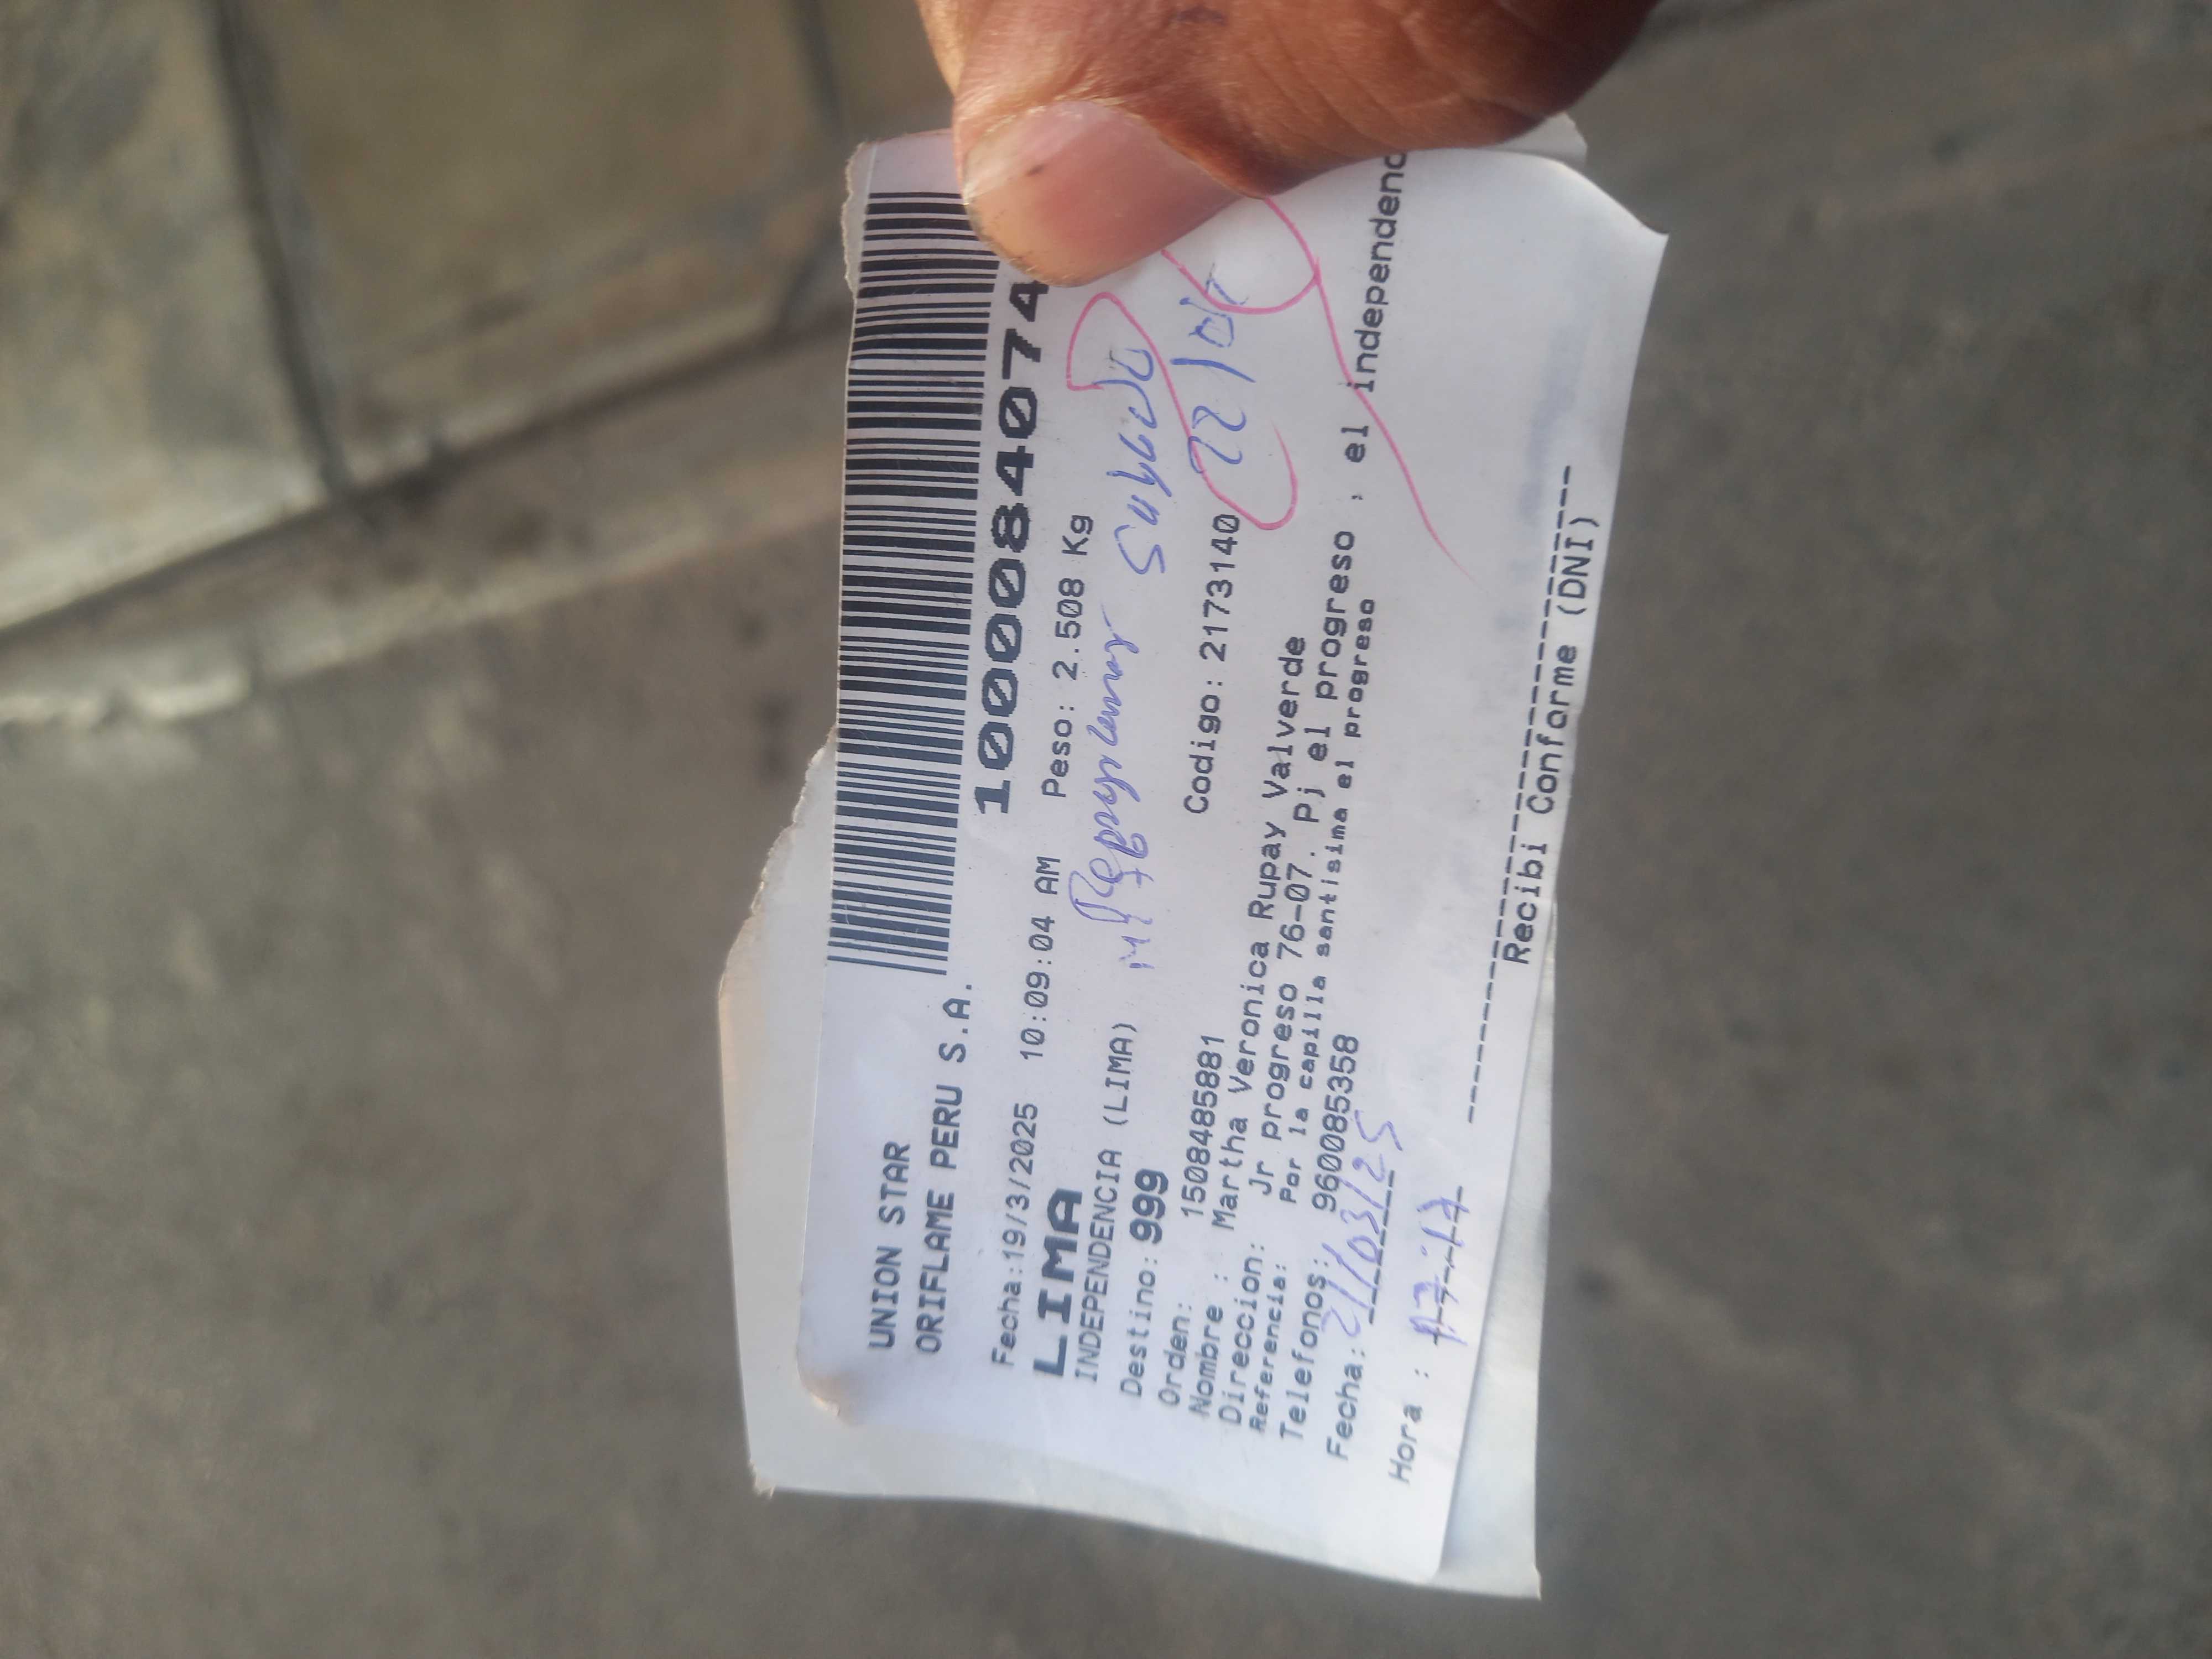 UNION STAR
ORIFLAME PERU S.A.
100084074
Fecha:19/3/2025 10:09:04 AM Peso: 2.508 Kg
LIMA
INDEPENDENCIA (LIMA)
Destino: 999
Orden: 1508485881 Codigo: 2173140
Nombre : Martha Veronica Rupay Valverde
Direccion: Jr progreso 76-07. Pj el progreso , el independenc
Referencia: Por la capilla santisima el progreso
Telefonos: 960085358
Fecha: 21/03/25
Hora : 17:17
Recibi Conforme (DNI)